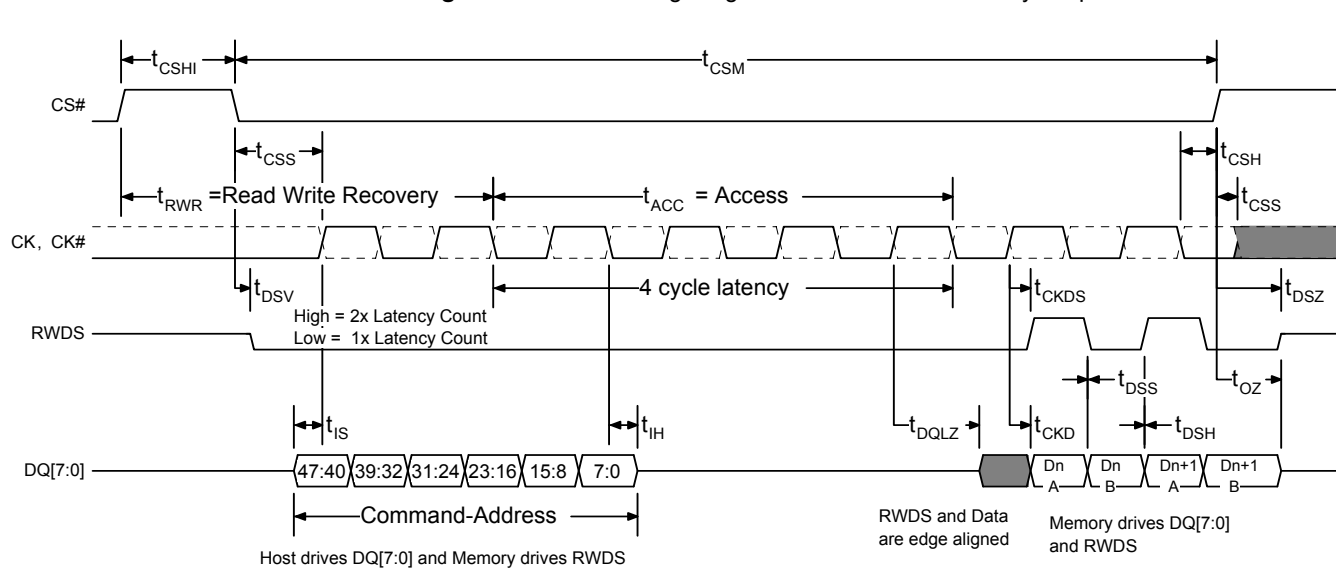 tCSHI
tCSM
CS#
tCSS
tCSH
tRWR =Read Write Recovery
tACC = Access
tCSS
CK, CK#
tDSV
4 cycle latency
tCKDS
tDSZ
High = 2x Latency Count
Low = 1x Latency Count
RWDS
tDSS
tOZ
tIS
tIH
tDQLZ
tCKD
tDSH
DQ[7:0]
47:40 39:32 31:24 23:16 15:8 7:0
Dn A
Dn B
Dn+1 A
Dn+1 B
Command-Address
RWDS and Data
are edge aligned
Memory drives DQ[7:0]
and RWDS
Host drives DQ[7:0] and Memory drives RWDS